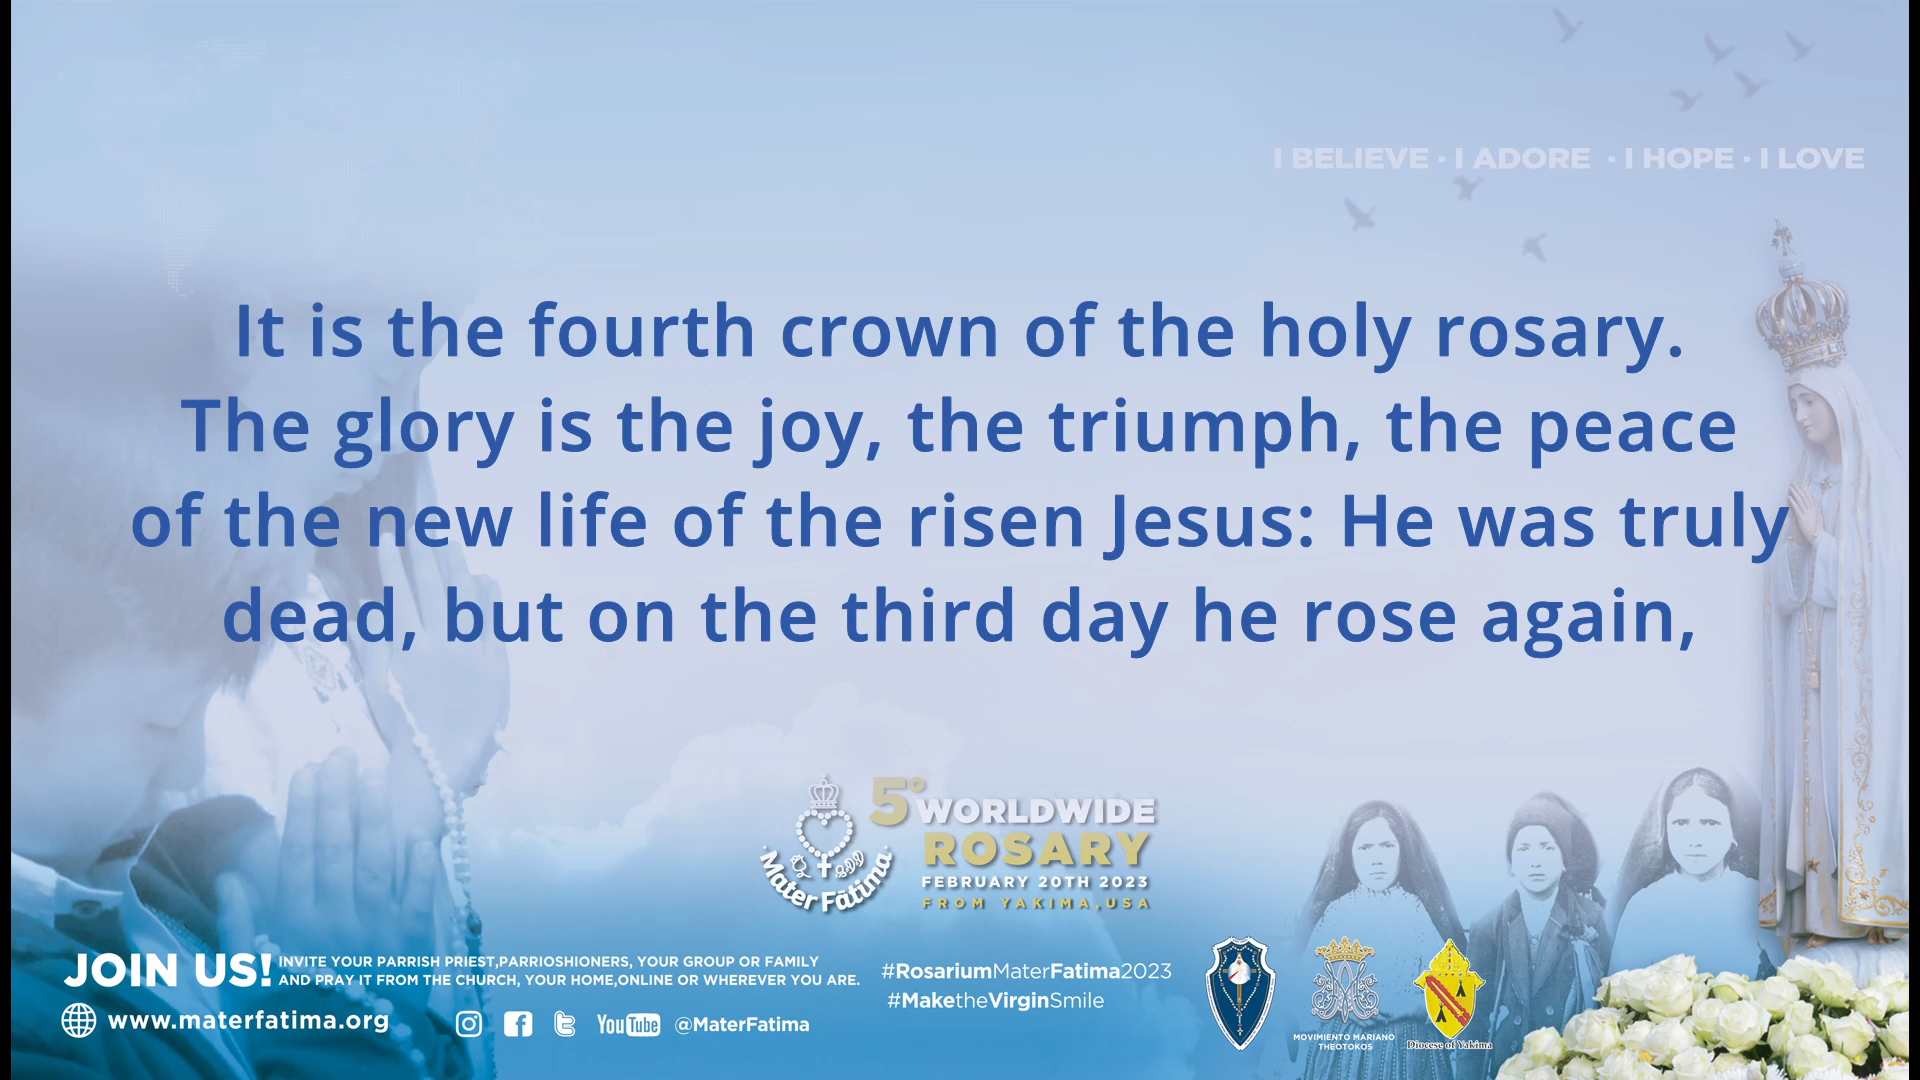 I BELIEVE · I ADORE · I HOPE · I LOVE
It is the fourth crown of the holy rosary.
The glory is the joy, the triumph, the peace
of the new life of the risen Jesus: He was truly
dead, but on the third day he rose again,
Mater Fátima
5° WORLDWIDE
ROSARY
FEBRUARY 20TH 2023
FROM YAKIMA,USA
JOIN US!
INVITE YOUR PARRISH PRIEST,PARRIOSHIONERS, YOUR GROUP OR FAMILY
AND PRAY IT FROM THE CHURCH, YOUR HOME,ONLINE OR WHEREVER YOU ARE.
www.materfatima.org
YouTube @MaterFatima
#RosariumMaterFatima2023
#MaketheVirginSmile
MOVIMIENTO MARIANO
THEOTOKOS
Diocese of Yakima